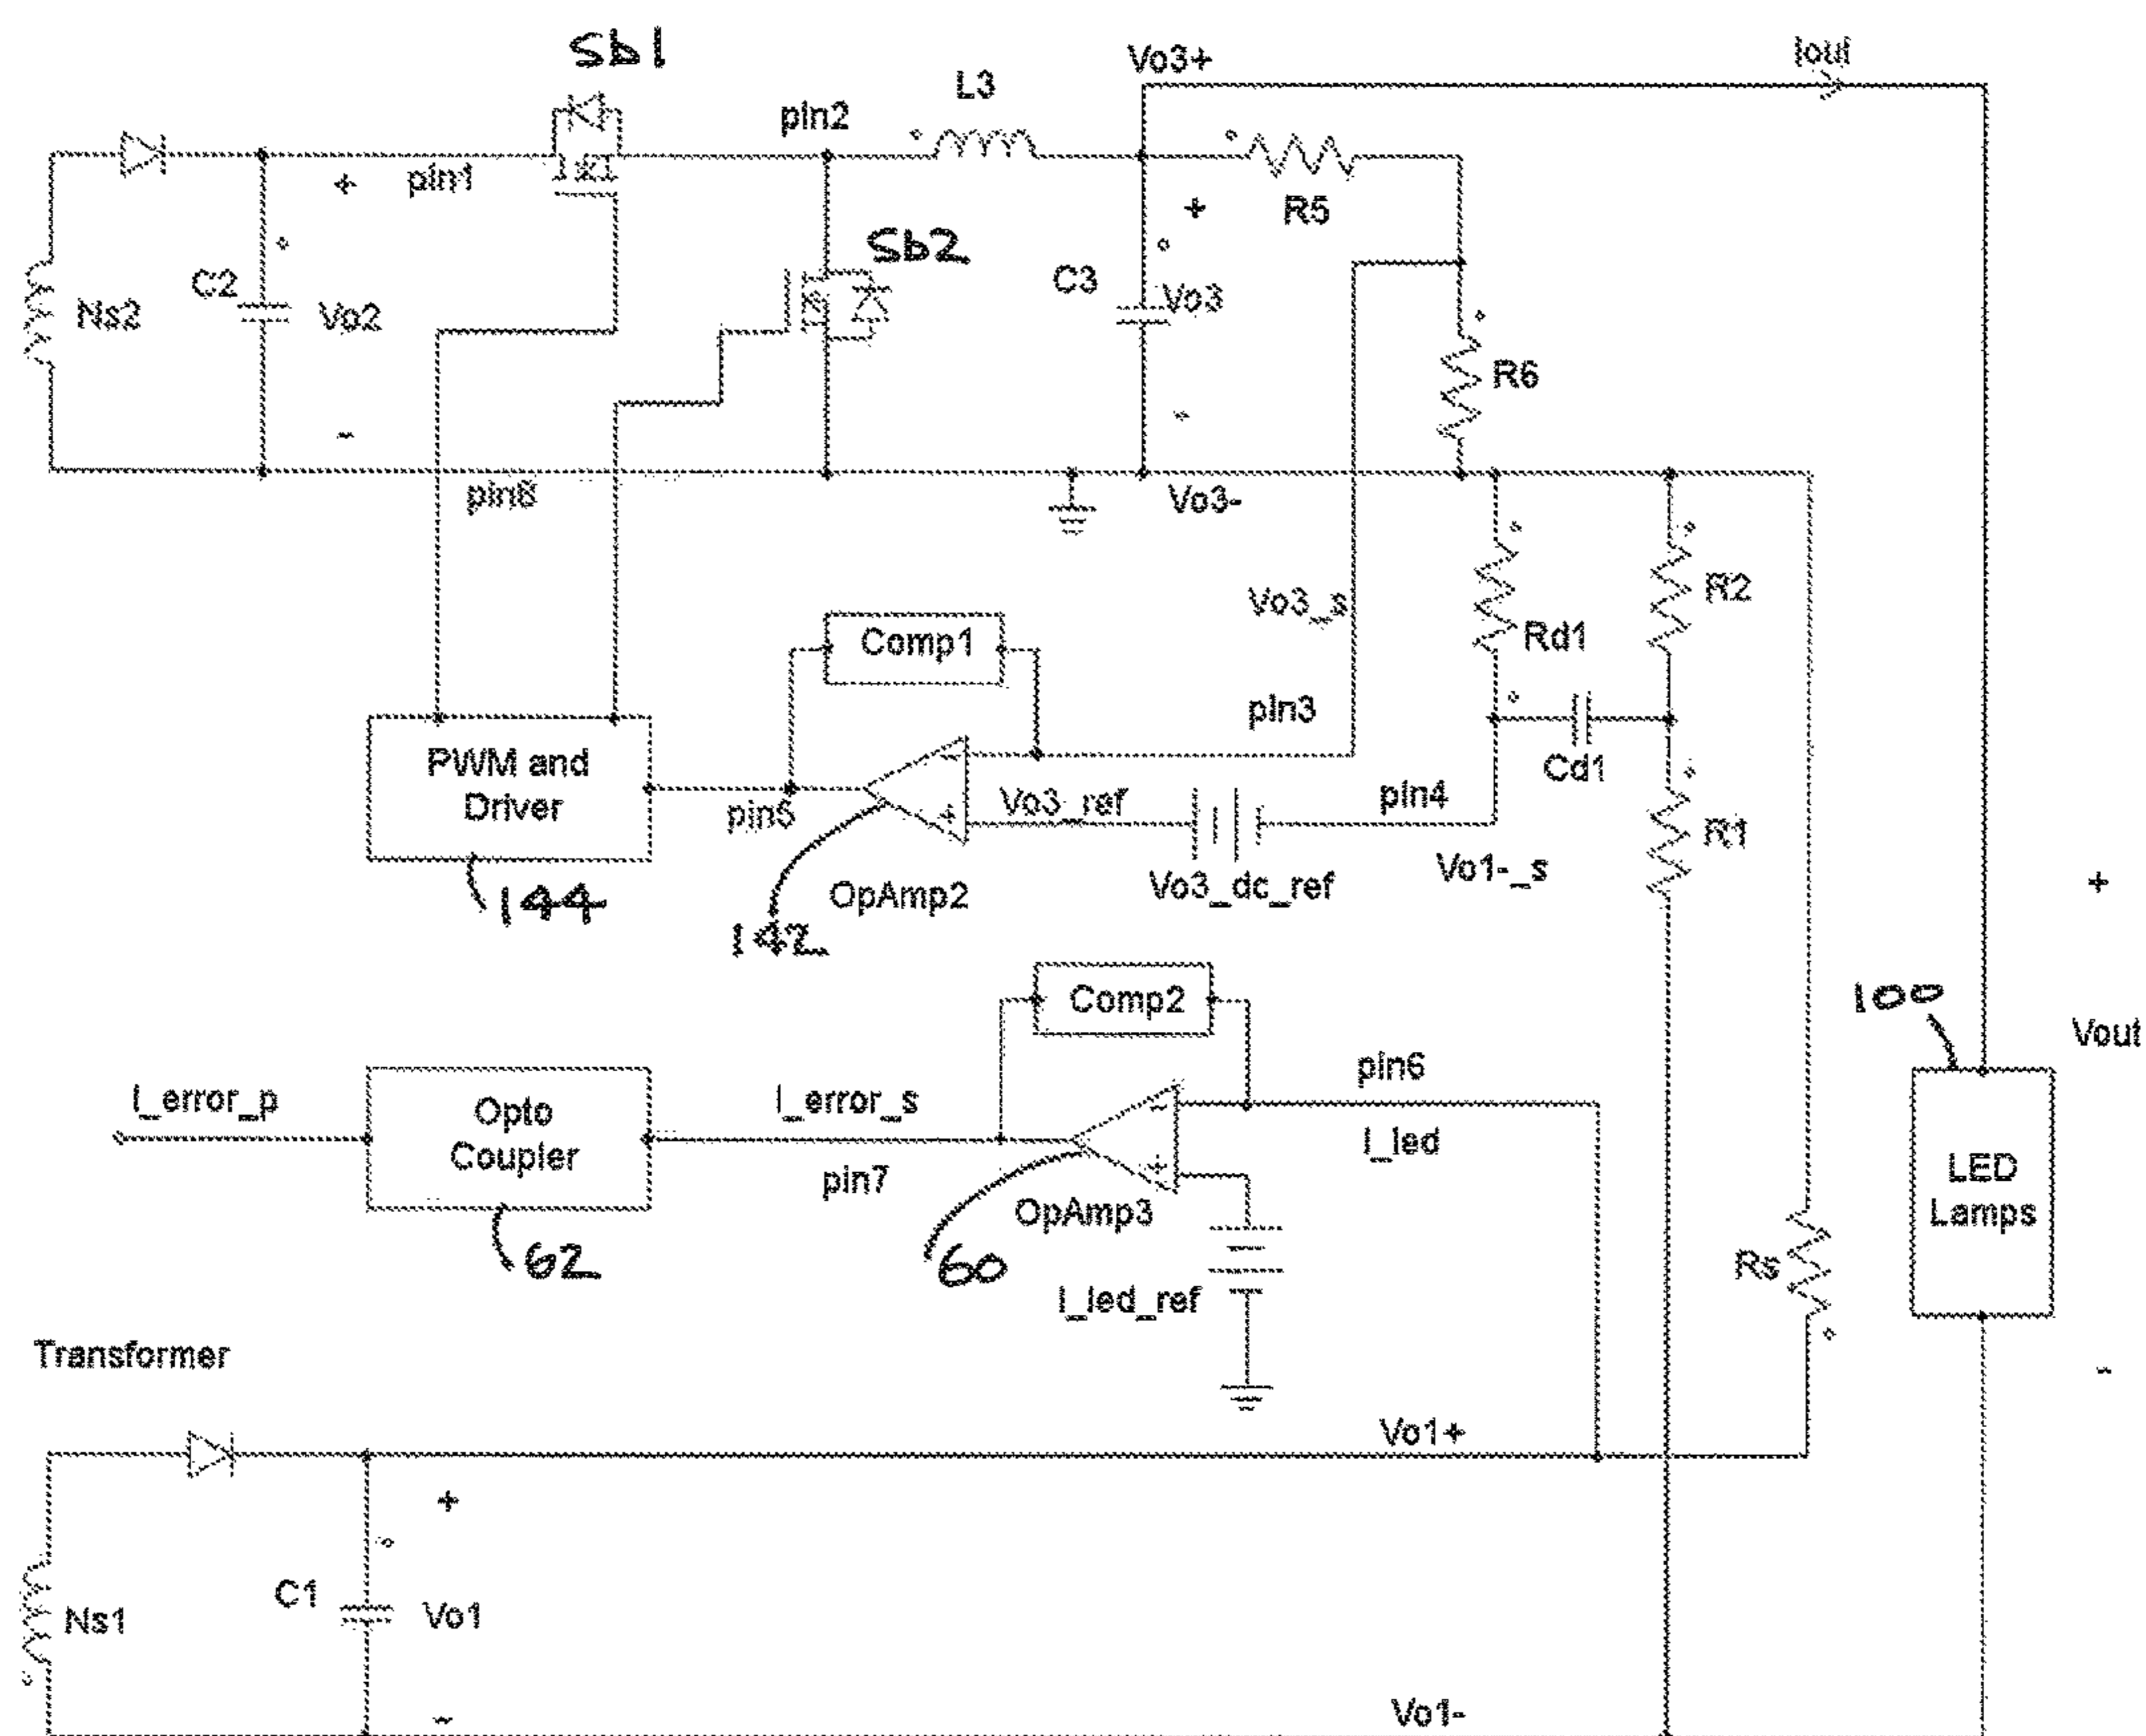 Sb1
Vo3+
Iout
L3
pin2
pin1
+
+
R5
Sb2
C2
C3
Vo3
Ns2
Vo2
R6
-
-
pin8
Vo3-
R2
Vo3_s
Comp1
Rd1
pin3
PWM and
Driver
Cd1
pin4
Vo3_ref
pin5
-
+
R1
Vo1-_s
Vo3_dc_ref
OpAmp2
+
144
142
Comp2
100
Vout
pin6
I_error_p
I_error_s
Opto
Coupler
-
I_led
LED
Lamps
pin7
+
OpAmp3
62
60
Rs
I_led_ref
Transformer
-
Vo1+
+
C1
Vo1
Ns1
-
Vo1-